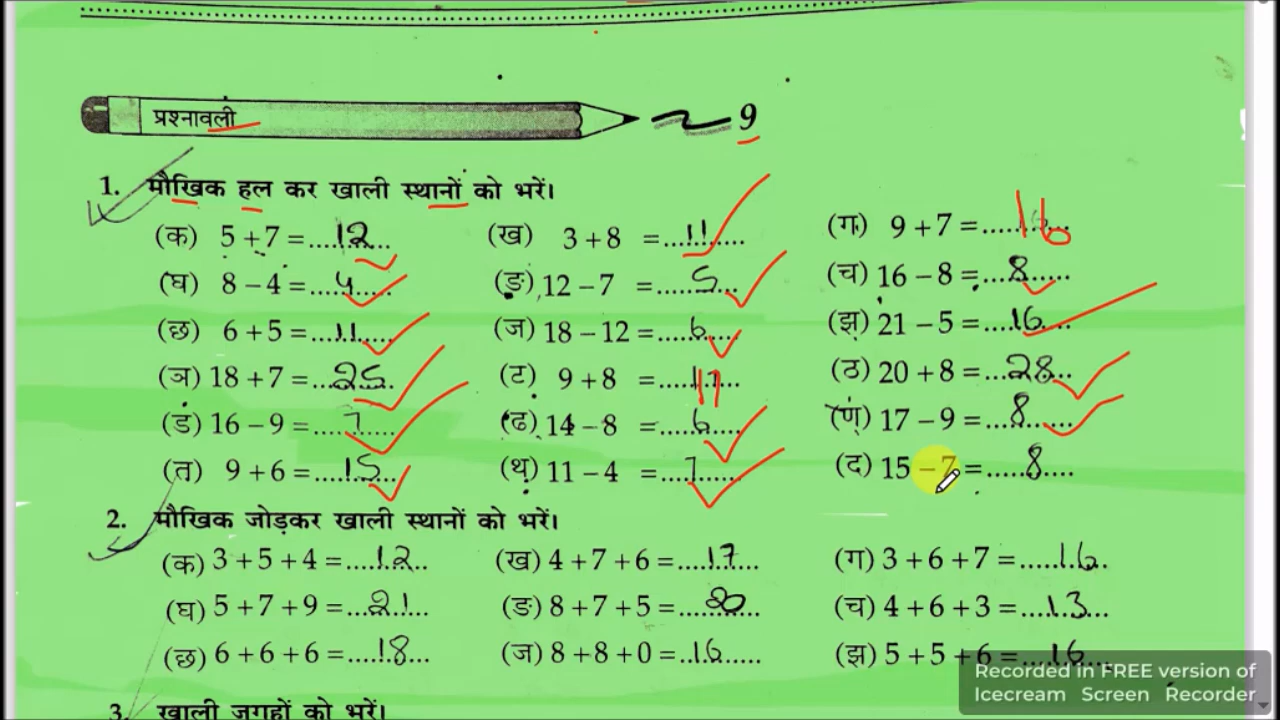 प्रश्नावली 9
1. मौखिक हल कर खाली स्थानों को भरें।
(क) 5 + 7 = ....12.... (ख) 3 + 8 = ....11.... (ग) 9 + 7 = ....16
(घ) 8 – 4 = ....4.... (ङ) 12 – 7 = ....5.... (च) 16 – 8 = ....8....
(छ) 6 + 5 = ....11.... (ज) 18 – 12 = ....6.... (झ) 21 – 5 = ....16....
(ञ) 18 + 7 = ....25.... (ट) 9 + 8 = ....17.... (ठ) 20 + 8 = ....28....
(डं) 16 – 9 = ....7.... (ढ) 14 – 8 = ....6.... (ण) 17 – 9 = ....8....
(त) 9 + 6 = ....15.... (थ) 11 – 4 = ....7.... (द) 15 – 7 = ....8....
2. मौखिक जोड़कर खाली स्थानों को भरें।
(क) 3 + 5 + 4 = ....12.... (ख) 4 + 7 + 6 = ....17.... (ग) 3 + 6 + 7 = ....16....
(घ) 5 + 7 + 9 = ....21.... (ङ) 8 + 7 + 5 = ....20.... (च) 4 + 6 + 3 = ....13....
(छ) 6 + 6 + 6 = ....18.... (ज) 8 + 8 + 0 = ....16.... (झ) 5 + 5 + 6 = ....16....
Recorded in FREE version of
Icecream Screen Recorder
3. खाली जगहों को भरें।